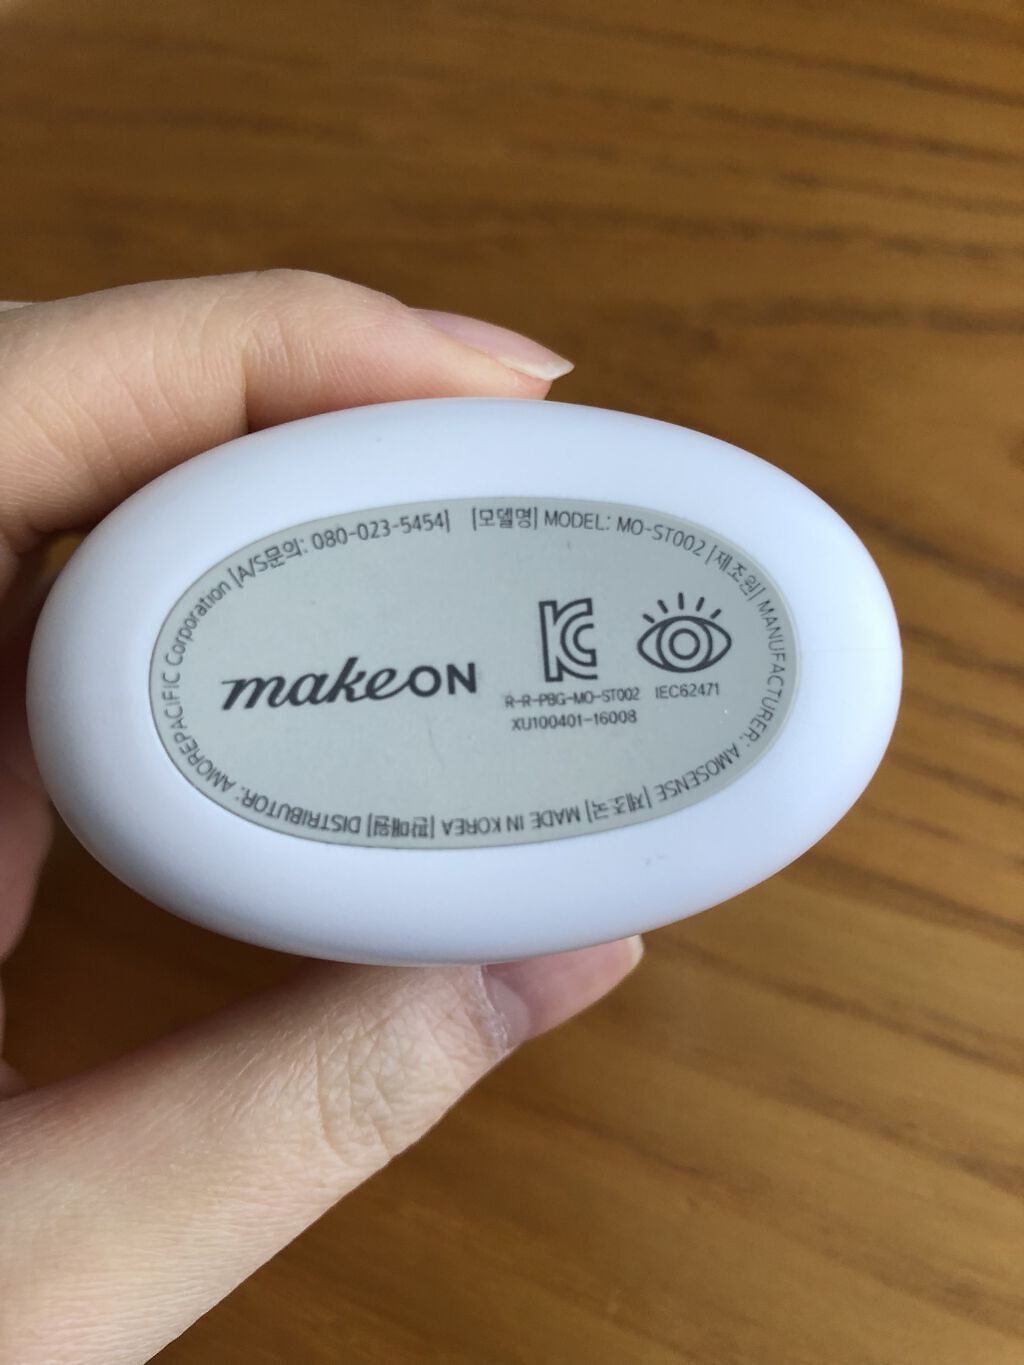 [모델명] MODEL: MO-ST002 [제조원] MANUFACTURER: AMOSENSE [제조국] MADE IN KOREA [판매원] DISTRIBUTOR: AMOREPACIFIC Corporation [A/S문의: 080-023-5454]
makeON
R-R-PBG-MO-ST002
XU100401-16008
IEC62471